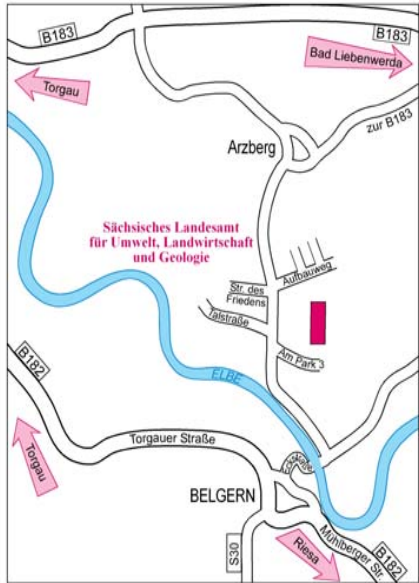 B183
Bad Liebenwerda
B183
Torgau
zur B183
Arzberg
Sächsisches Landesamt
für Umwelt, Landwirtschaft
und Geologie
Aufbauweg
Str. des
Friedens
Talstraße
Am Park 3
ELBE
B182
Torgauer Straße
Torgau
BELGERN
Mühlberger Str.
B182
S30
Riesa